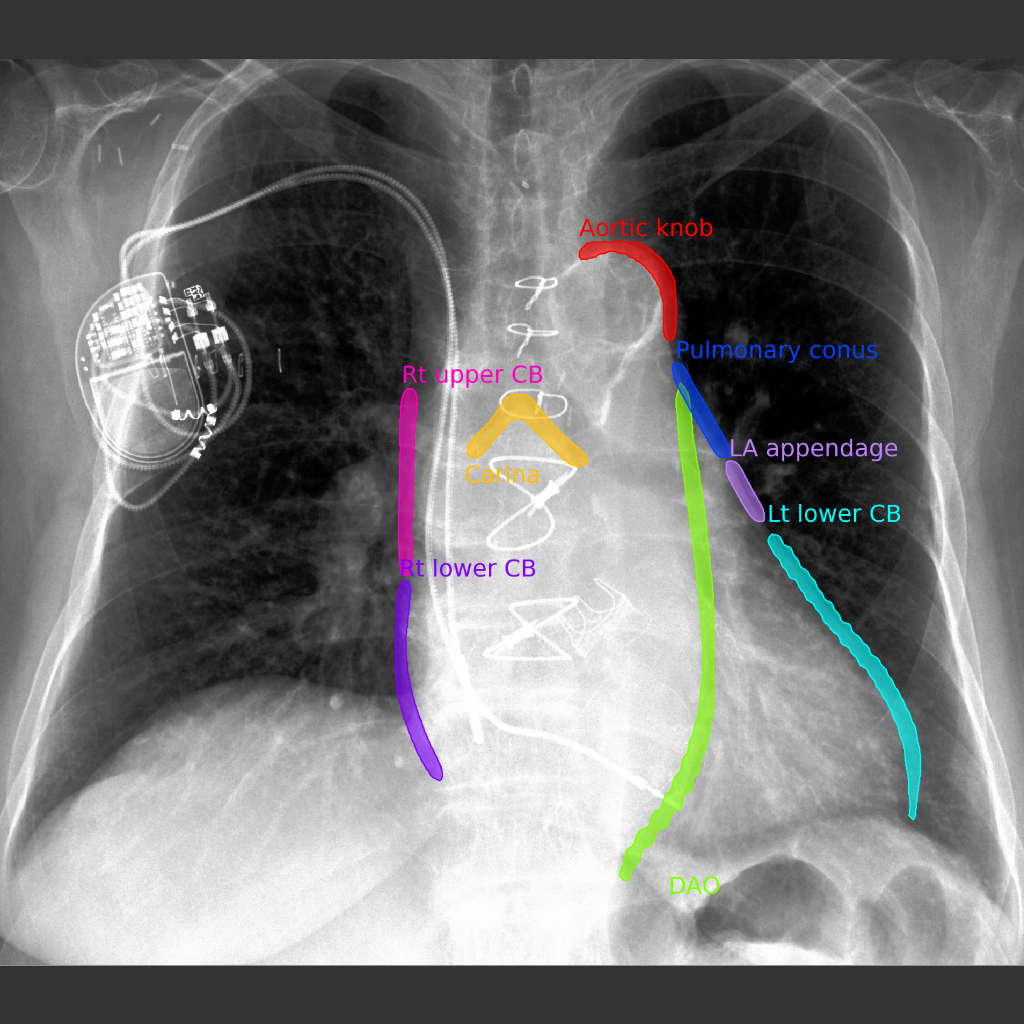 Aortic knob
Pulmonary conus
Rt upper CB
LA appendage
Carina
Lt lower CB
Rt lower CB
DAO